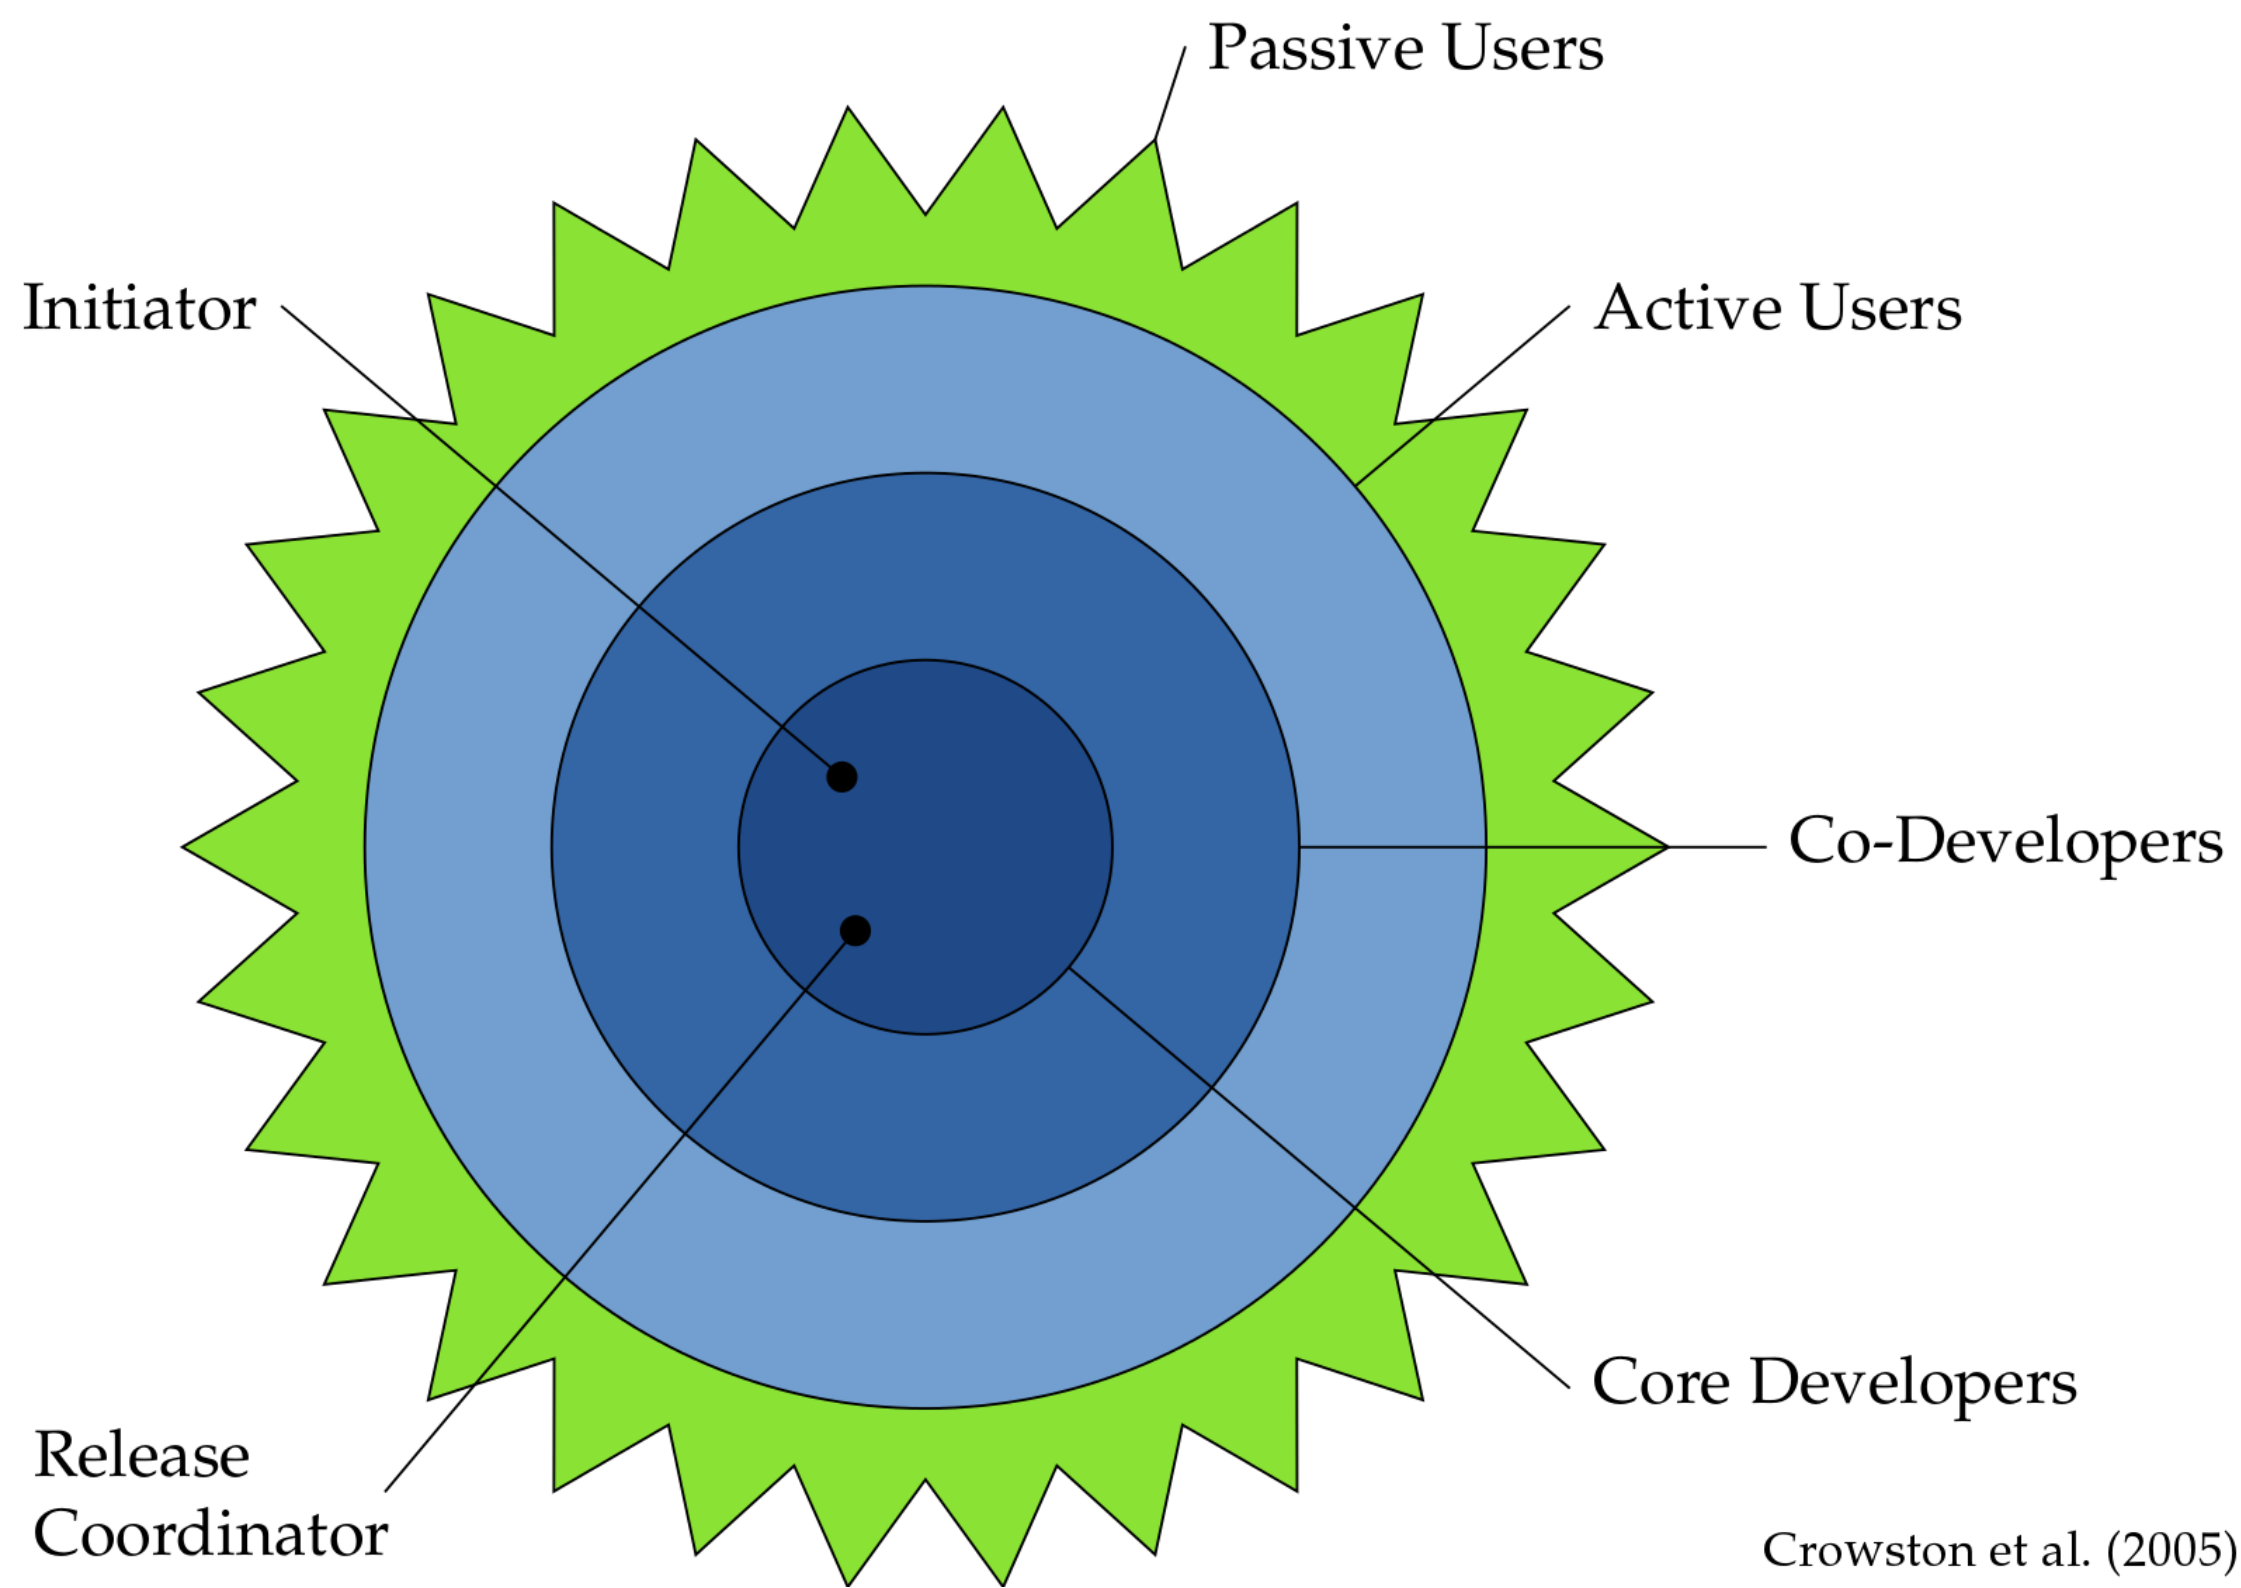 Passive Users
Initiator
Active Users
Co-Developers
Core Developers
Release
Coordinator
Crowston et al. (2005)